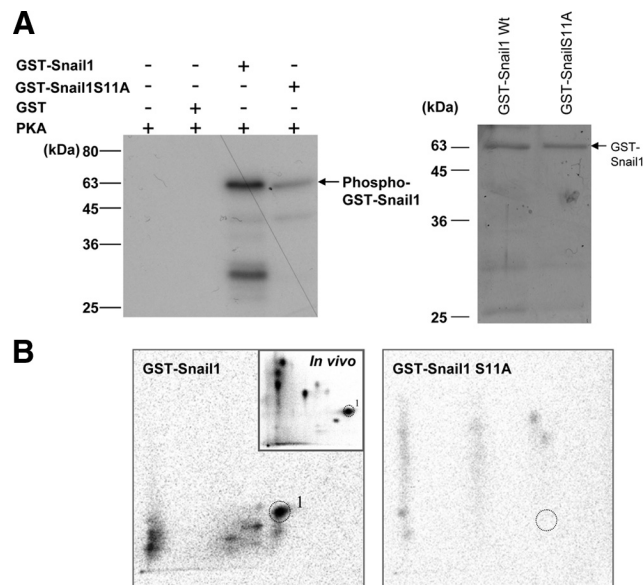 A
GST-Snail1 - - + -
GST-Snail1S11A - - - +
GST - + - -
PKA + + + +
(kDa)
80
63
45
36
25
Phospho-
GST-Snail1
GST-Snail1 Wt
GST-SnailS11A
(kDa)
63
45
36
25
GST-
Snail1
B
GST-Snail1
In vivo
1
1
GST-Snail1 S11A